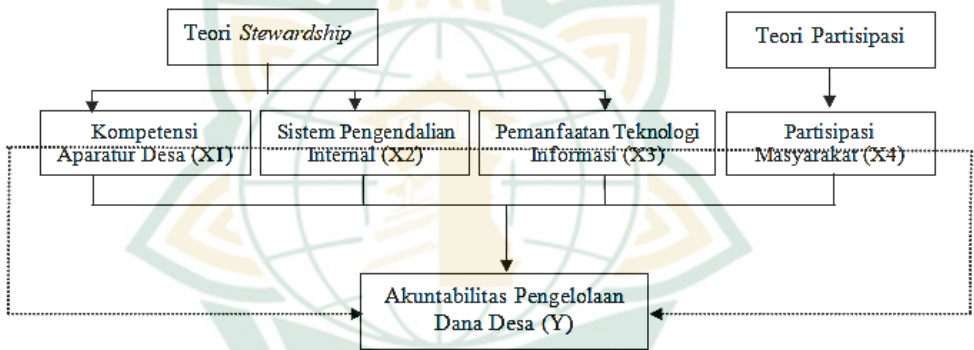 Teori Stewardship
Teori Partisipasi
Kompetensi
Aparatur Desa (X1)
Sistem Pengendalian
Internal (X2)
Pemanfaatan Teknologi
Informasi (X3)
Partisipasi
Masyarakat (X4)
Akuntabilitas Pengelolaan
Dana Desa (Y)